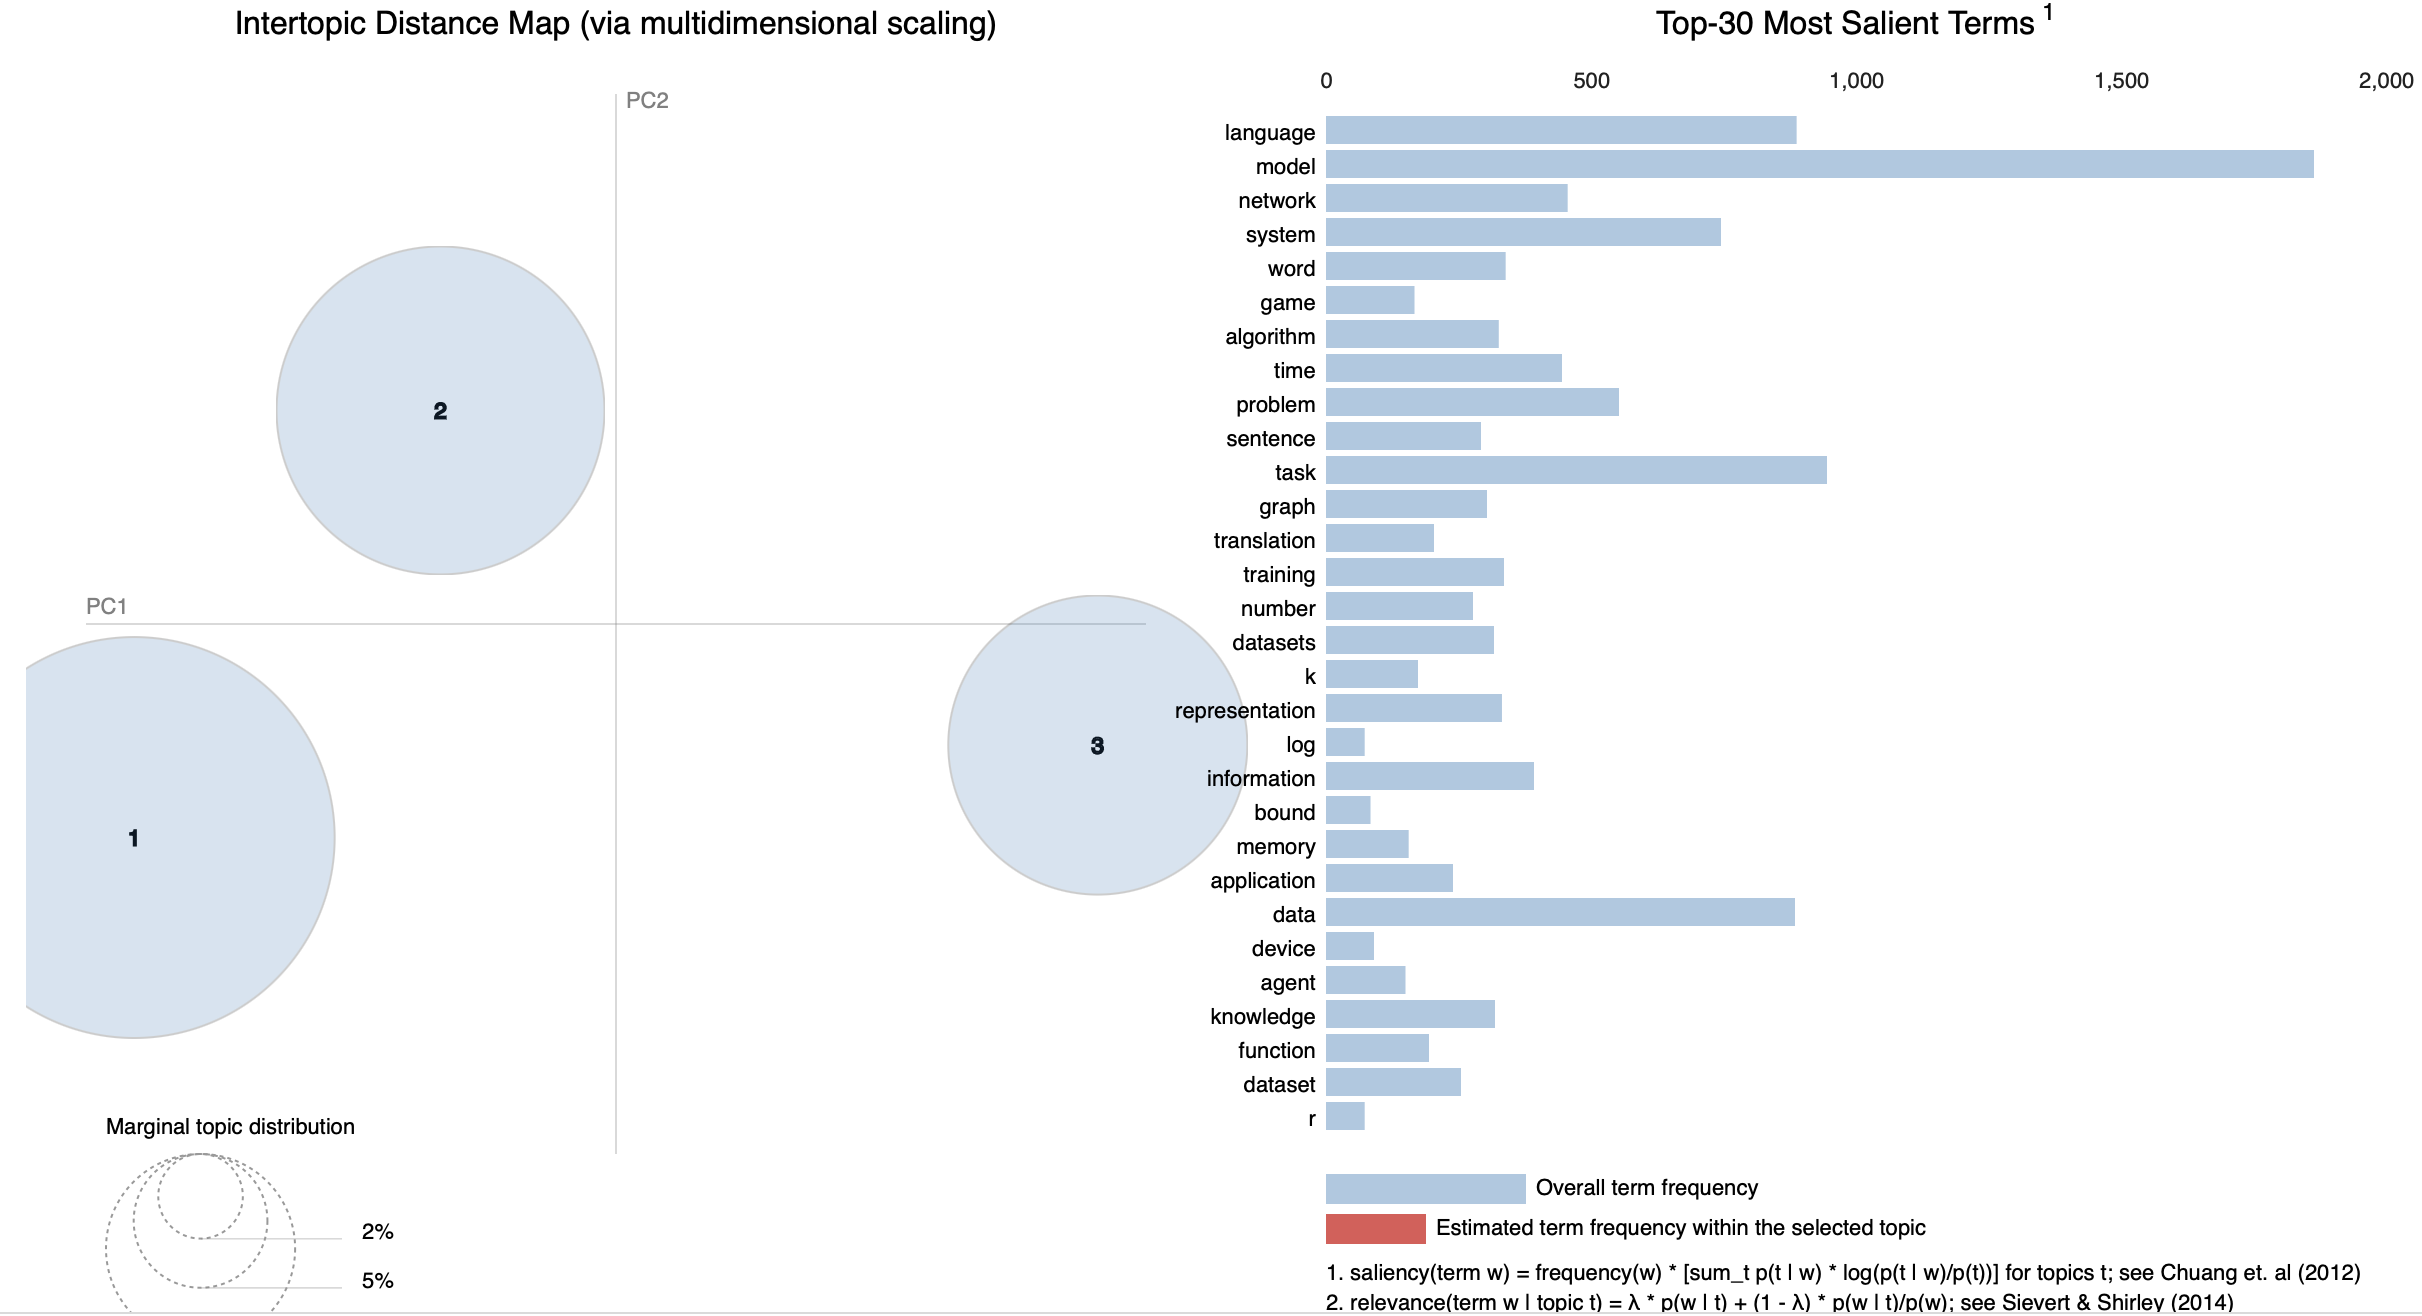 Intertopic Distance Map (via multidimensional scaling)
PC2
2
PC1
3
1
Marginal topic distribution
2%
5%
Top-30 Most Salient Terms 1
0 500 1,000 1,500 2,000
language
model
network
system
word
game
algorithm
time
problem
sentence
task
graph
translation
training
number
datasets
k
representation
log
information
bound
memory
application
data
device
agent
knowledge
function
dataset
r
Overall term frequency
Estimated term frequency within the selected topic
1. saliency(term w) = frequency(w) * [sum_t p(t | w) * log(p(t | w)/p(t))] for topics t; see Chuang et. al (2012)
2. relevance(term w | topic t) = λ * p(w | t) + (1 - λ) * p(w | t)/p(w); see Sievert & Shirley (2014)